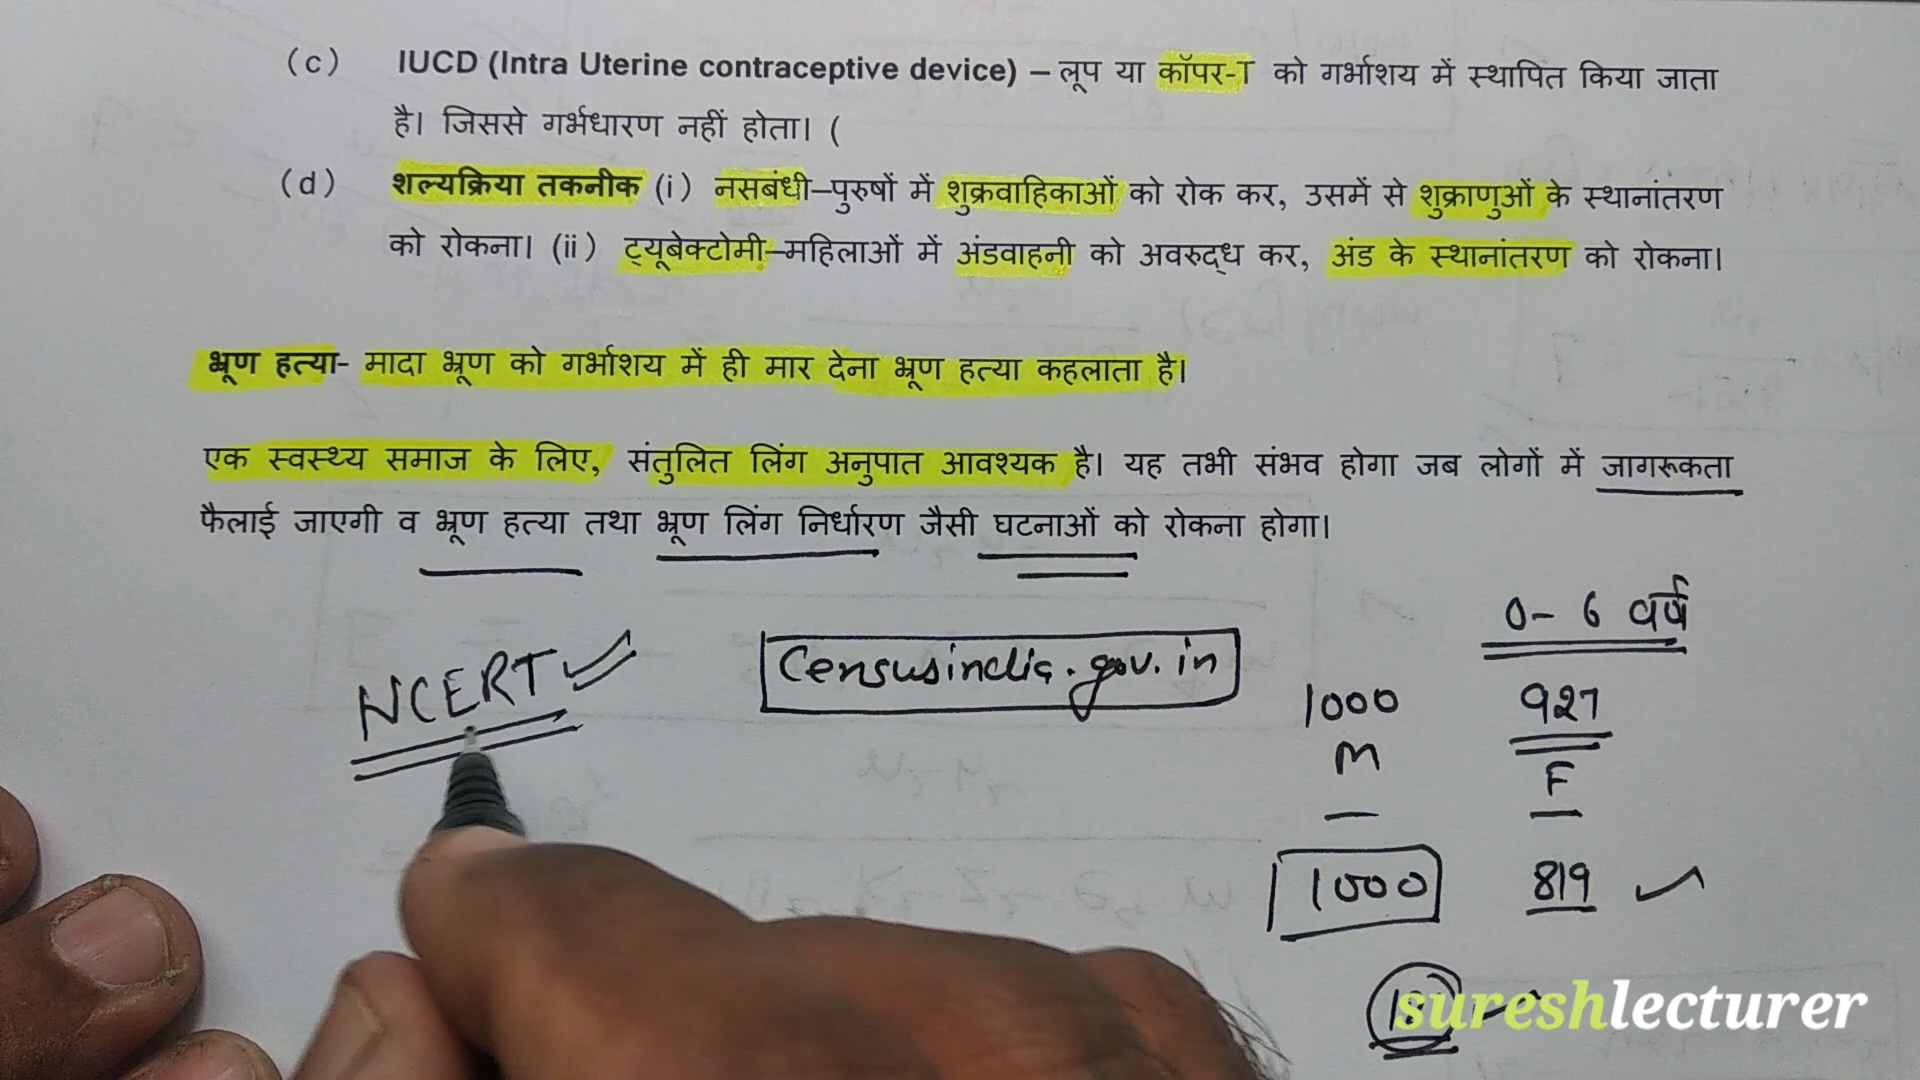 (c) IUCD (Intra Uterine contraceptive device) – लूप या कॉपर-T को गर्भाशय में स्थापित किया जाता
है। जिससे गर्भधारण नहीं होता। (
(d) शल्यक्रिया तकनीक (i) नसबंधी–पुरुषों में शुक्रवाहिकाओं को रोक कर, उसमें से शुक्राणुओं के स्थानांतरण
को रोकना। (ii) ट्यूबेक्टोमी–महिलाओं में अंडवाहनी को अवरुद्ध कर, अंड के स्थानांतरण को रोकना।
भ्रूण हत्या- मादा भ्रूण को गर्भाशय में ही मार देना भ्रूण हत्या कहलाता है।
एक स्वस्थ्य समाज के लिए, संतुलित लिंग अनुपात आवश्यक है। यह तभी संभव होगा जब लोगों में जागरूकता
फैलाई जाएगी व भ्रूण हत्या तथा भ्रूण लिंग निर्धारण जैसी घटनाओं को रोकना होगा।
0- 6 वर्ष
NCERT
Censusindia.gov.in
1000 927
M F
1000 819
sureshlecturer